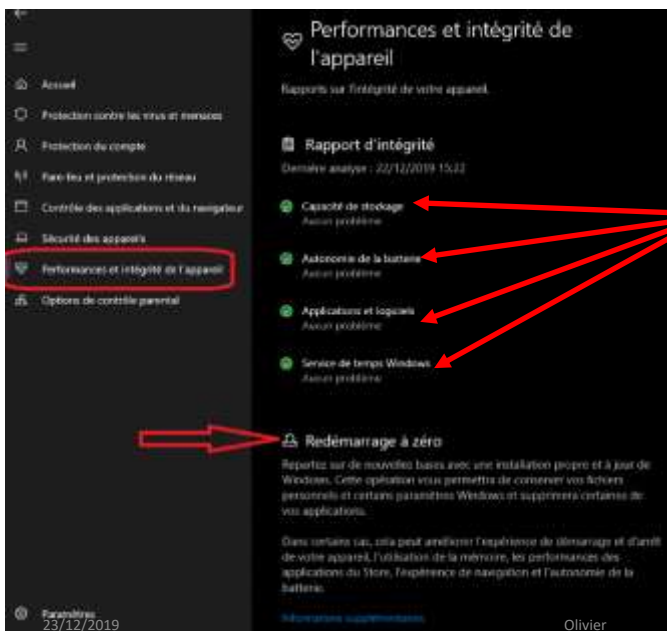 Accueil
Protection contre les virus et menaces
Protection du compte
Pare-feu et protection du réseau
Contrôle des applications et du navigateur
Sécurité des appareils
Performances et intégrité de l'appareil
Options de contrôle parental
Paramètres
23/12/2019
Performances et intégrité de
l'appareil
Rapports sur l'intégrité de votre appareil.
Rapport d'intégrité
Dernière analyse : 22/12/2019 15:22
Capacité de stockage
Aucun problème
Autonomie de la batterie
Aucun problème
Applications et logiciels
Aucun problème
Service de temps Windows
Aucun problème
Redémarrage à zéro
Repartez sur de nouvelles bases avec une installation propre et à jour de
Windows. Cette opération vous permettra de conserver vos fichiers
personnels et certains paramètres Windows et supprimera certaines de
vos applications.
Dans certains cas, cela peut améliorer l'expérience de démarrage et d'arrêt
de votre appareil, l'utilisation de la mémoire, les performances des
applications du Store, l'expérience de navigation et l'autonomie de la
batterie.
Informations supplémentaires
Olivier